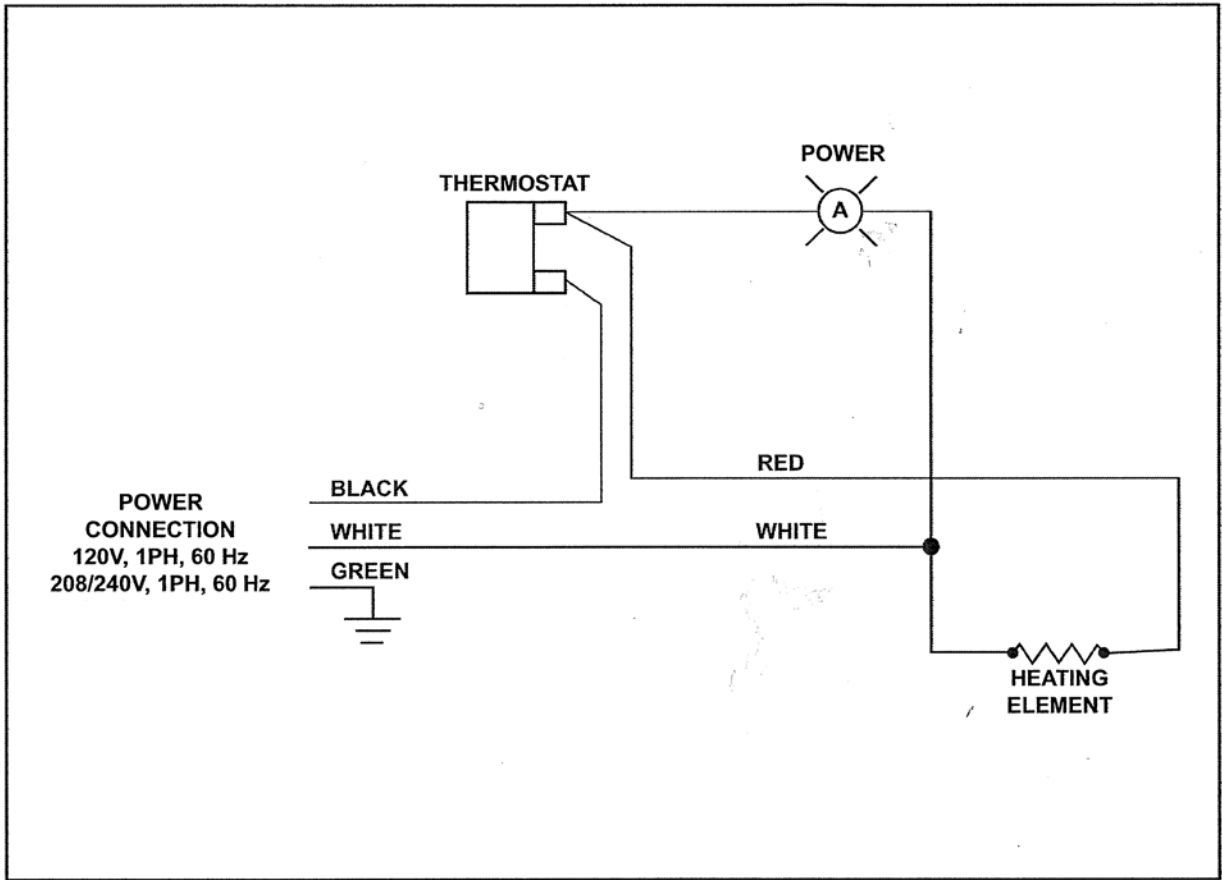 POWER
THERMOSTAT
A
RED
BLACK
POWER
CONNECTION
120V, 1PH, 60 Hz
208/240V, 1PH, 60 Hz
WHITE
WHITE
GREEN
HEATING
ELEMENT